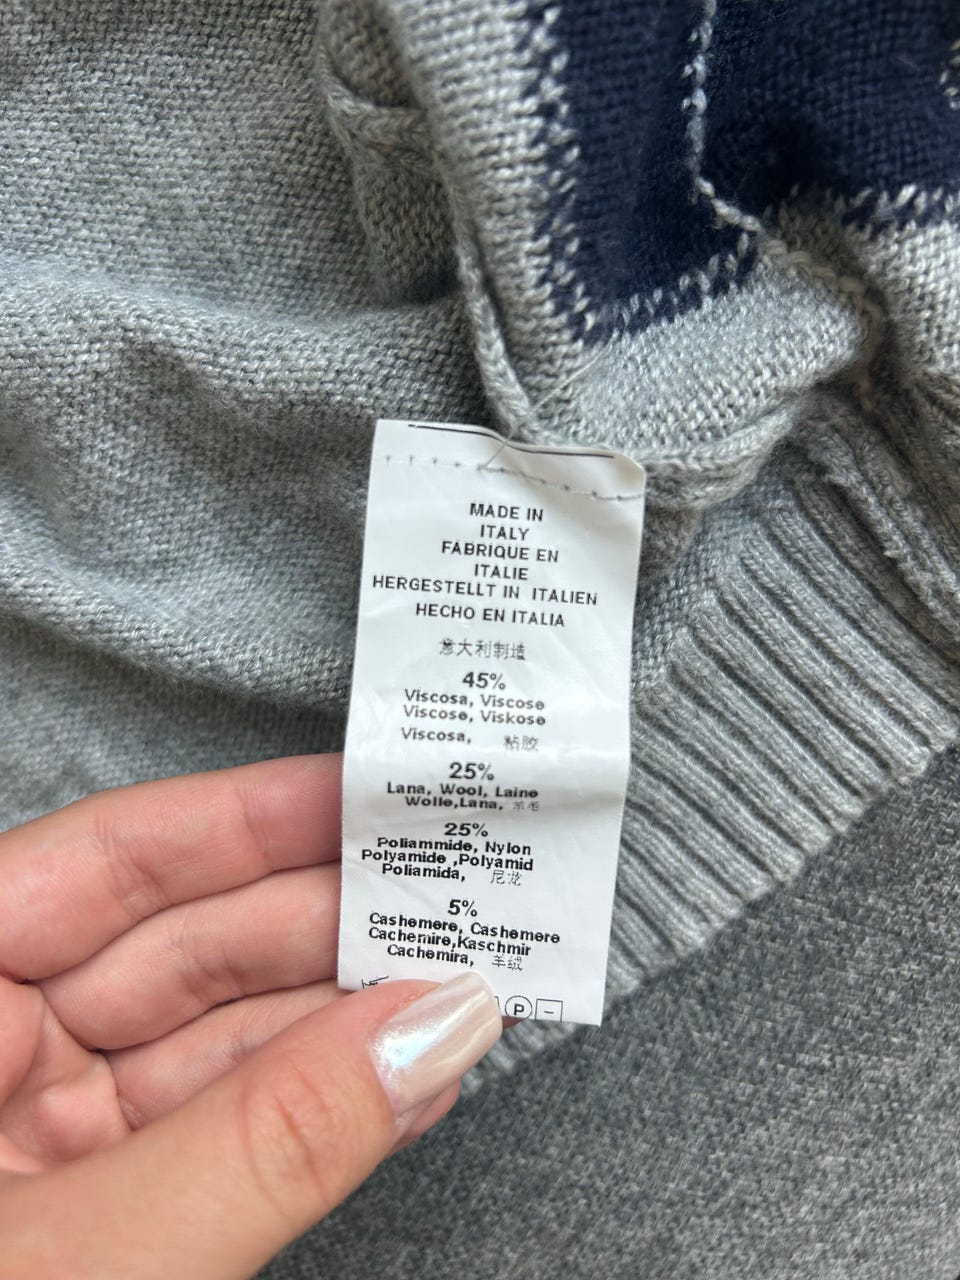 MADE IN
ITALY
FABRIQUE EN
ITALIE
HERGESTELLT IN ITALIEN
HECHO EN ITALIA
意大利制造
45%
Viscosa, Viscose
Viscose, Viskose
Viscosa, 粘胶
25%
Lana, Wool, Laine
Wolle,Lana, 羊毛
25%
Poliammide, Nylon
Polyamide ,Polyamid
Poliamida, 尼龙
5%
Cashemere, Cashemere
Cachemire,Kaschmir
Cachemira, 羊绒
P